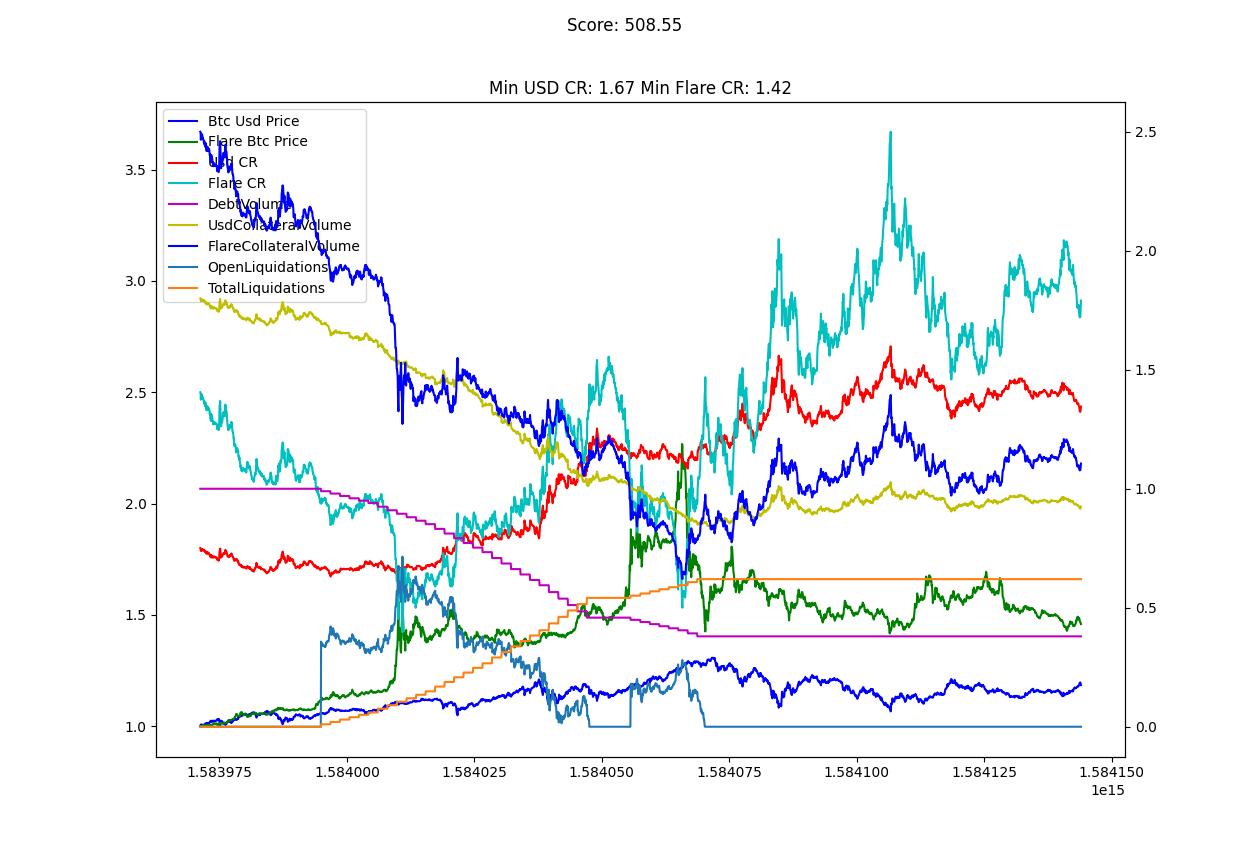 Score: 508.55
Min USD CR: 1.67 Min Flare CR: 1.42
Btc Usd Price
Flare Btc Price
Usd CR
Flare CR
DebtVolume
UsdCollateralVolume
FlareCollateralVolume
OpenLiquidations
TotalLiquidations
3.5
3.0
2.5
2.0
1.5
1.0
2.5
2.0
1.5
1.0
0.5
0.0
1.583975 1.584000 1.584025 1.584050 1.584075 1.584100 1.584125 1.584150
1e15